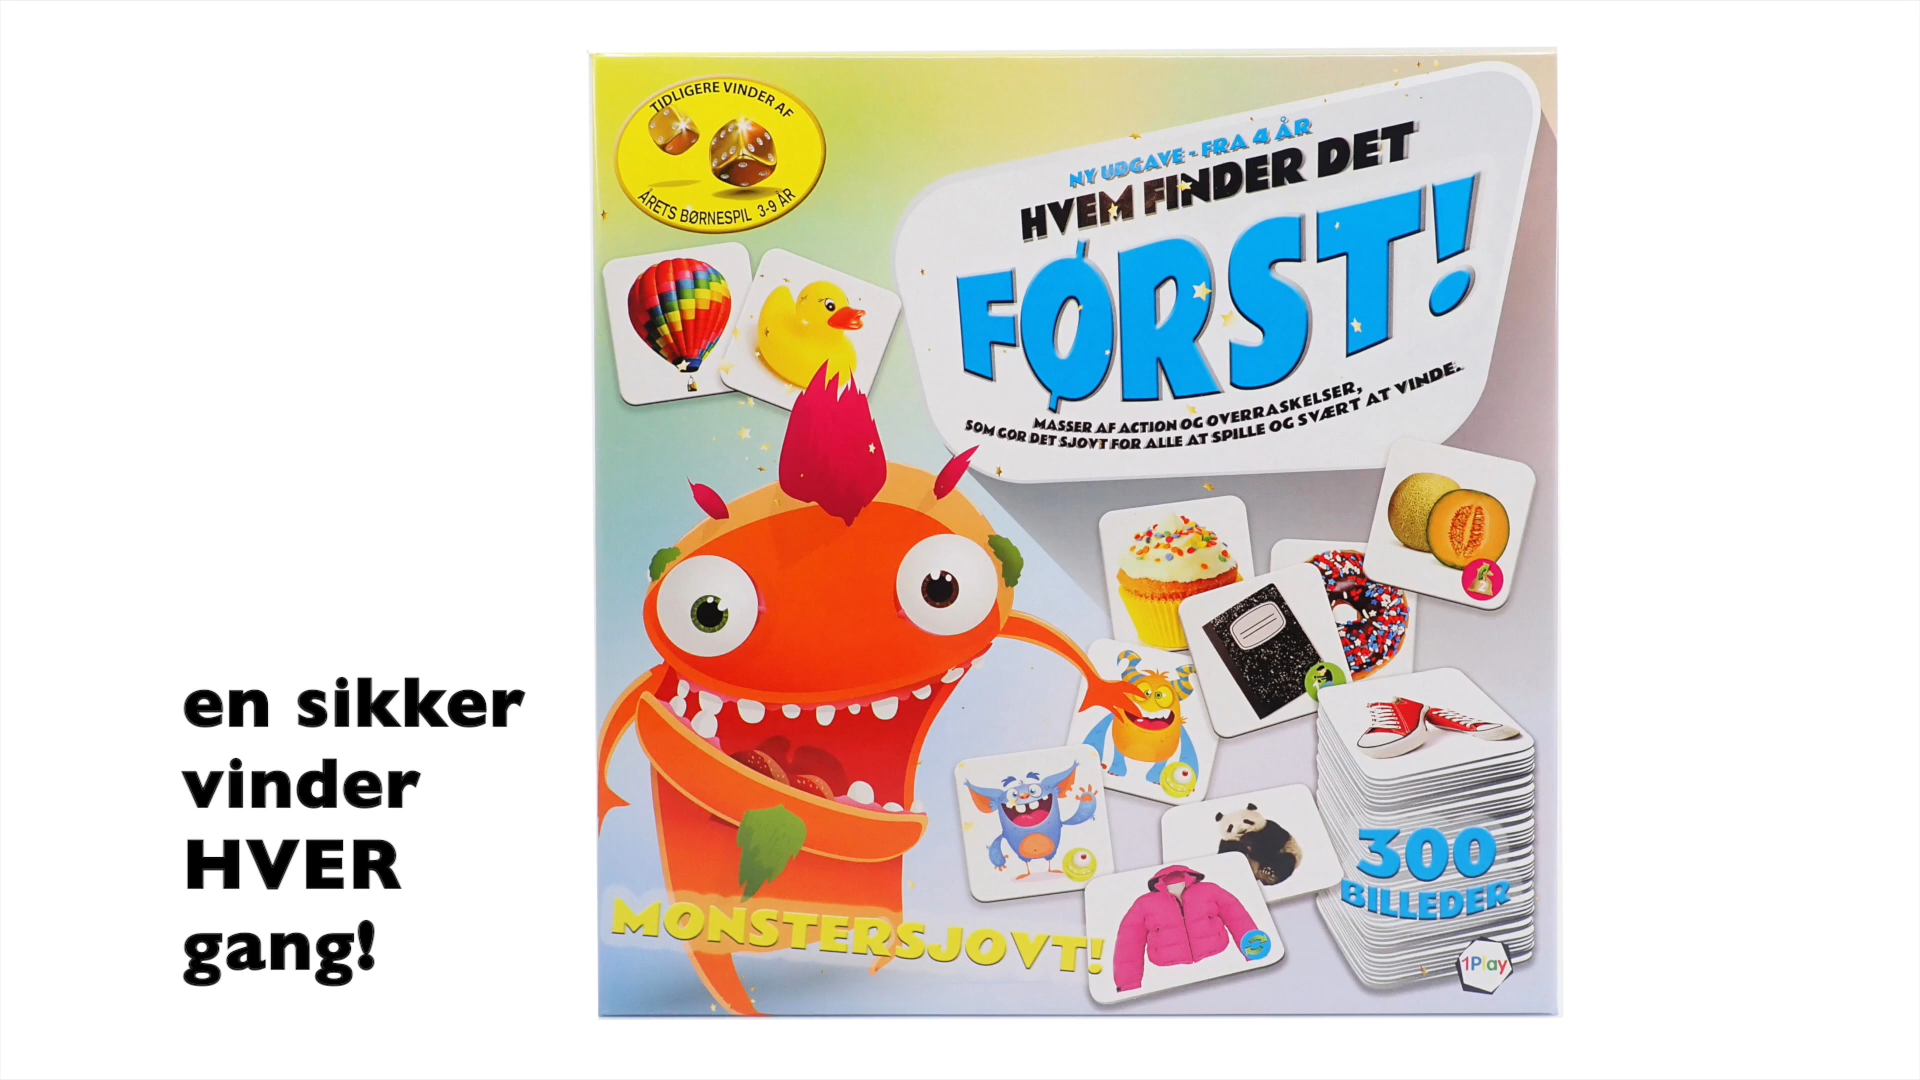 TIDLIGERE VINDER AF
ÅRETS BØRNESPIL 3-9 ÅR
NY UDGAVE - FRA 4 ÅR
HVEM FINDER DET
FØRST!
MASSER AF ACTION OG OVERRASKELSER,
SOM GØR DET SJOVT FOR ALLE AT SPILLE OG SVÆRT AT VINDE.
en sikker
vinder
HVER
gang!
300
BILLEDER
MONSTERSJOVT!
1Play